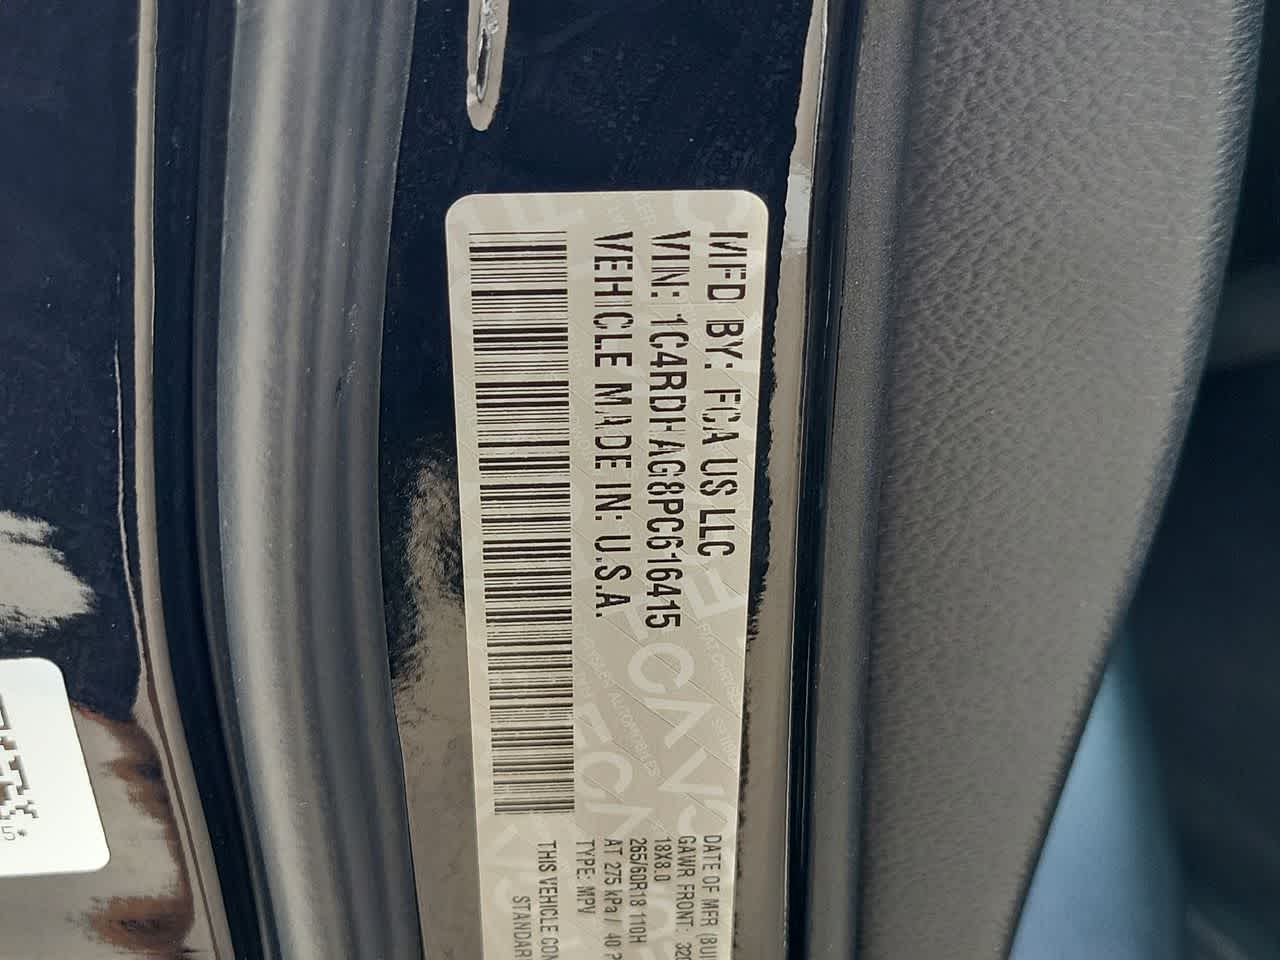 MFD BY: FCA US LLC
VIN: 1C4RDHAG8PC616415
VEHICLE MADE IN: U.S.A.
DATE OF MFR
GAWR FRONT:
18X8.0
265/60R18 110H
AT 275 kPa / 40
TYPE: MPV
THIS VEHICLE
5*